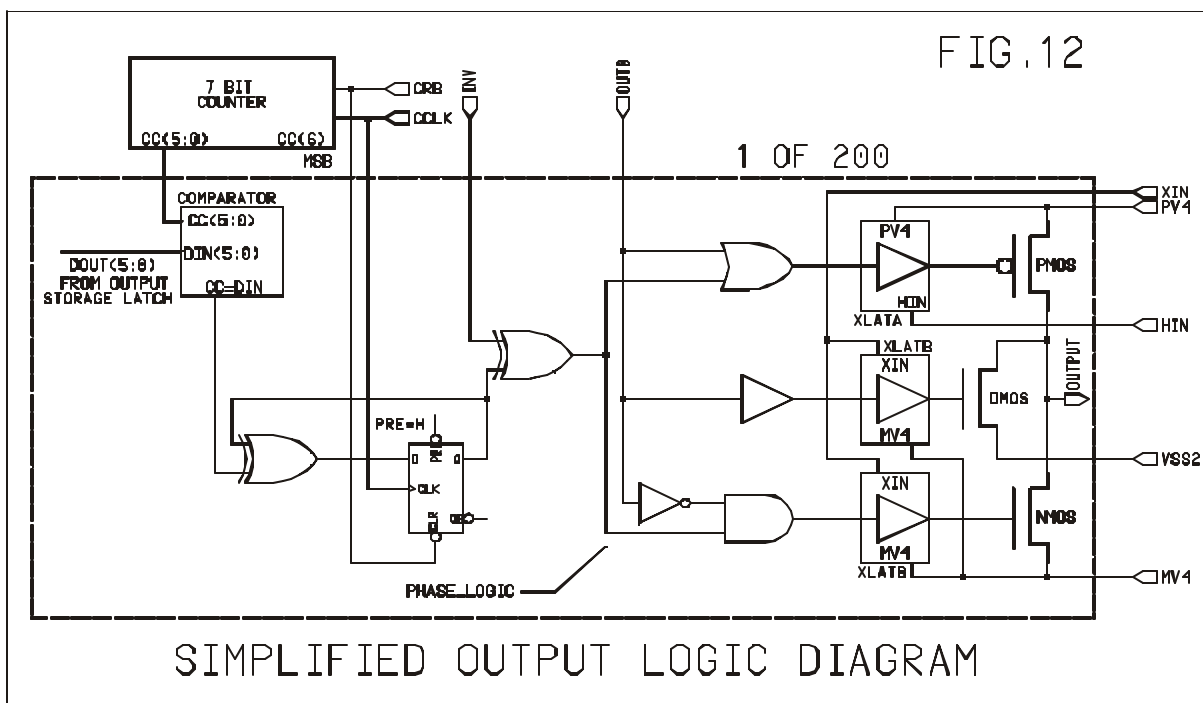 FIG.12
7 BIT
COUNTER
CC(5:0)
CC(6)
MSB
CRB
CCLK
INV
OUTB
1 OF 200
COMPARATOR
CC(5:0)
DIN(5:0)
CC=DIN
DOUT(5:0)
FROM OUTPUT
STORAGE LATCH
XIN
PV4
PV4
HIN
XLATA
PMOS
HIN
XLATB
XIN
MV4
DMOS
OUTPUT
VSS2
PRE=H
D
Q
CLK
CLR
XIN
MV4
XLATB
NMOS
MV4
PHASE_LOGIC
SIMPLIFIED OUTPUT LOGIC DIAGRAM